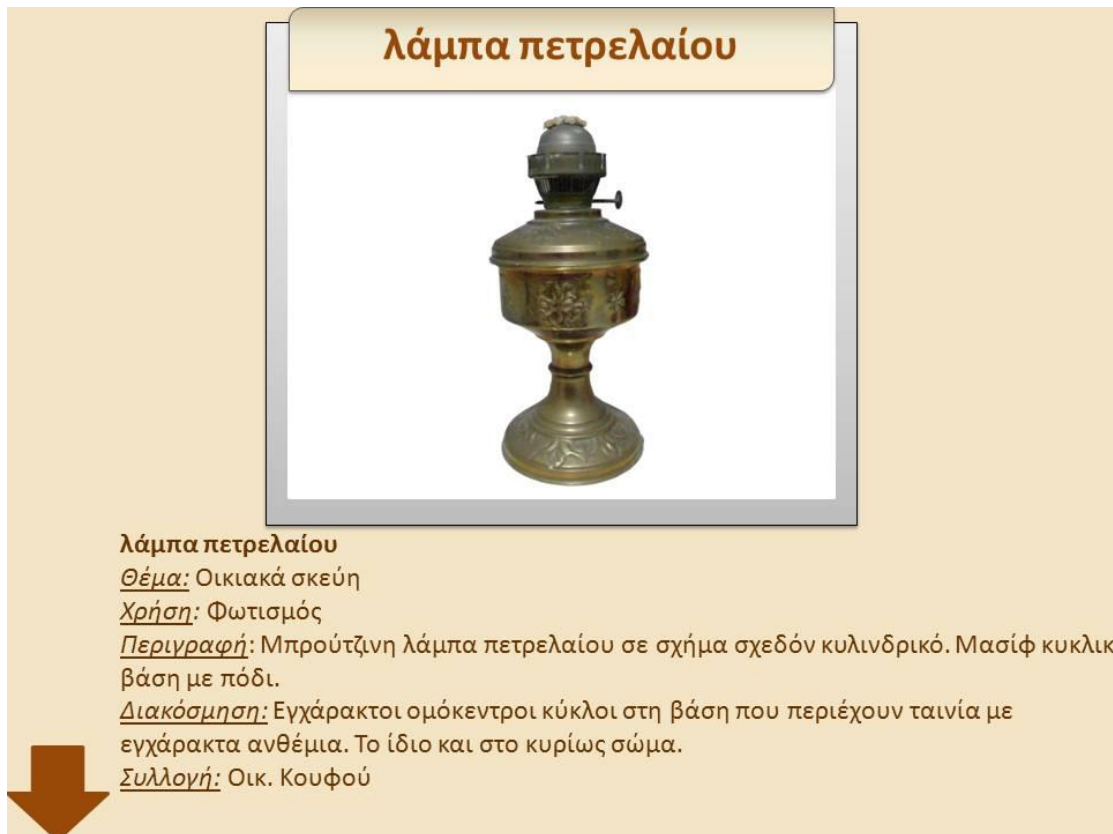 λάμπα πετρελαίου
λάμπα πετρελαίου
Θέμα: Οικιακά σκεύη
Χρήση: Φωτισμός
Περιγραφή: Μπρούτζινη λάμπα πετρελαίου σε σχήμα σχεδόν κυλινδρικό. Μασίφ κυκλικ
βάση με πόδι.
Διακόσμηση: Εγχάρακτοι ομόκεντροι κύκλοι στη βάση που περιέχουν ταινία με
εγχάρακτα ανθέμια. Το ίδιο και στο κυρίως σώμα.
Συλλογή: Οικ. Κουφού